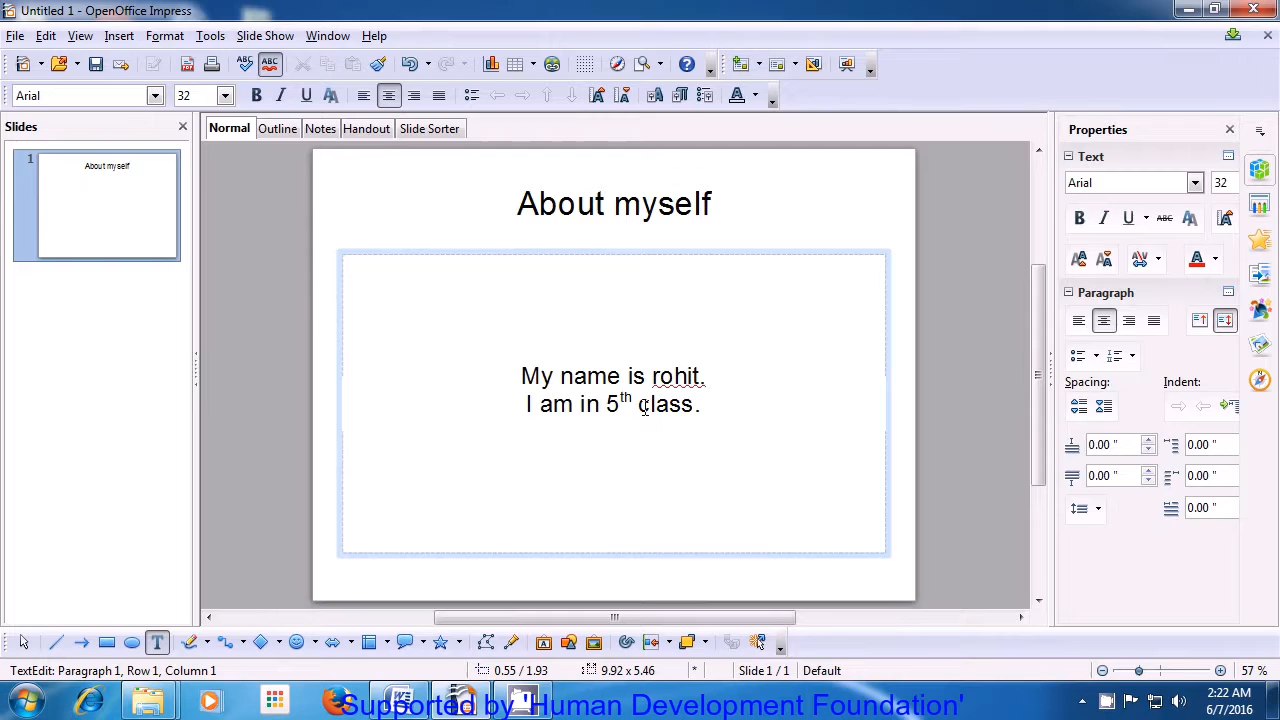 Untitled 1 - OpenOffice Impress
File Edit View Insert Format Tools Slide Show Window Help
Arial 32
Slides
Normal Outline Notes Handout Slide Sorter
Properties
1
About myself
About myself
My name is rohit.
I am in 5th class.
Text
Arial 32
Paragraph
Spacing: Indent:
0.00 " 0.00 "
0.00 " 0.00 "
0.00 "
TextEdit: Paragraph 1, Row 1, Column 1 0.55 / 1.93 9.92 x 5.46 * Slide 1 / 1 Default 57 %
Supported by 'Human Development Foundation'
2:22 AM
6/7/2016